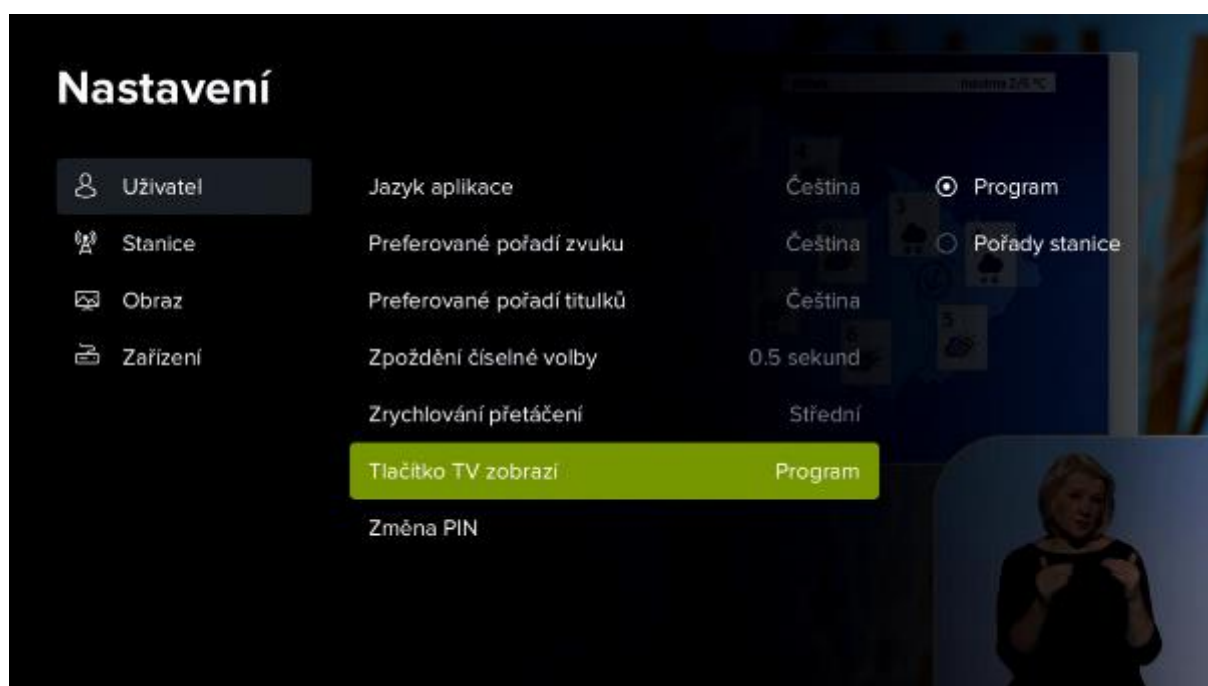 Nastavení
Uživatel
Stanice
Obraz
Zařízení
Jazyk aplikace Čeština
Preferované pořadí zvuku Čeština
Preferované pořadí titulků Čeština
Zpoždění číselné volby 0.5 sekund
Zrychlování přetáčení Střední
Tlačítko TV zobrazí Program
Změna PIN
Program
Pořady stanice